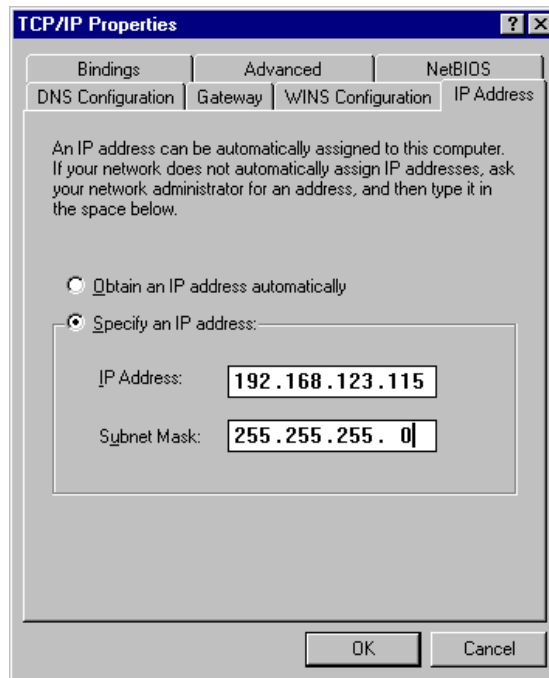 TCP/IP Properties
Bindings Advanced NetBIOS
DNS Configuration Gateway WINS Configuration IP Address
An IP address can be automatically assigned to this computer.
If your network does not automatically assign IP addresses, ask
your network administrator for an address, and then type it in
the space below.
Obtain an IP address automatically
Specify an IP address:
IP Address: 192.168.123.115
Subnet Mask: 255.255.255. 0
OK Cancel